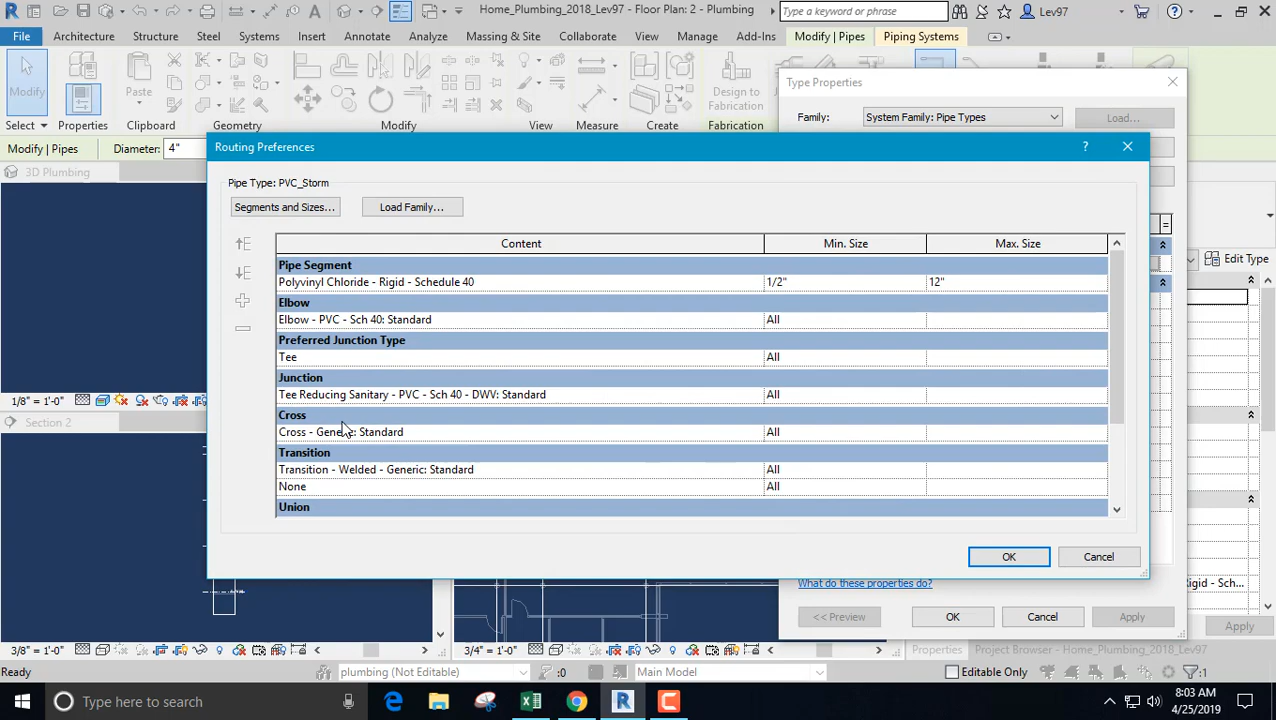 Home_Plumbing_2018_Lev97 - Floor Plan: 2 - Plumbing
Type a keyword or phrase
Lev97
File Architecture Structure Steel Systems Insert Annotate Analyze Massing & Site Collaborate View Manage Add-Ins Modify | Pipes Piping Systems
Modify
Paste
Design to
Fabrication
Select Properties Clipboard Geometry Modify View Measure Create Fabrication
Type Properties
Family: System Family: Pipe Types Load...
Modify | Pipes Diameter: 4"
3D Plumbing
Routing Preferences
Pipe Type: PVC_Storm
Segments and Sizes... Load Family...
Content Min. Size Max. Size
Pipe Segment
Polyvinyl Chloride - Rigid - Schedule 40 1/2" 12"
Elbow
Elbow - PVC - Sch 40: Standard All
Preferred Junction Type
Tee All
Junction
Tee Reducing Sanitary - PVC - Sch 40 - DWV: Standard All
Cross
Cross - Generic: Standard All
Transition
Transition - Welded - Generic: Standard All
None All
Union
OK Cancel
Edit Type
1/8" = 1'-0"
Section 2
What do these properties do?
Rigid - Sch...
<< Preview OK Cancel Apply
Apply
3/8" = 1'-0" 3/4" = 1'-0"
Properties Project Browser - Home_Plumbing_2018_Lev97
Ready plumbing (Not Editable) :0 Main Model Editable Only :1
Type here to search
8:03 AM
4/25/2019